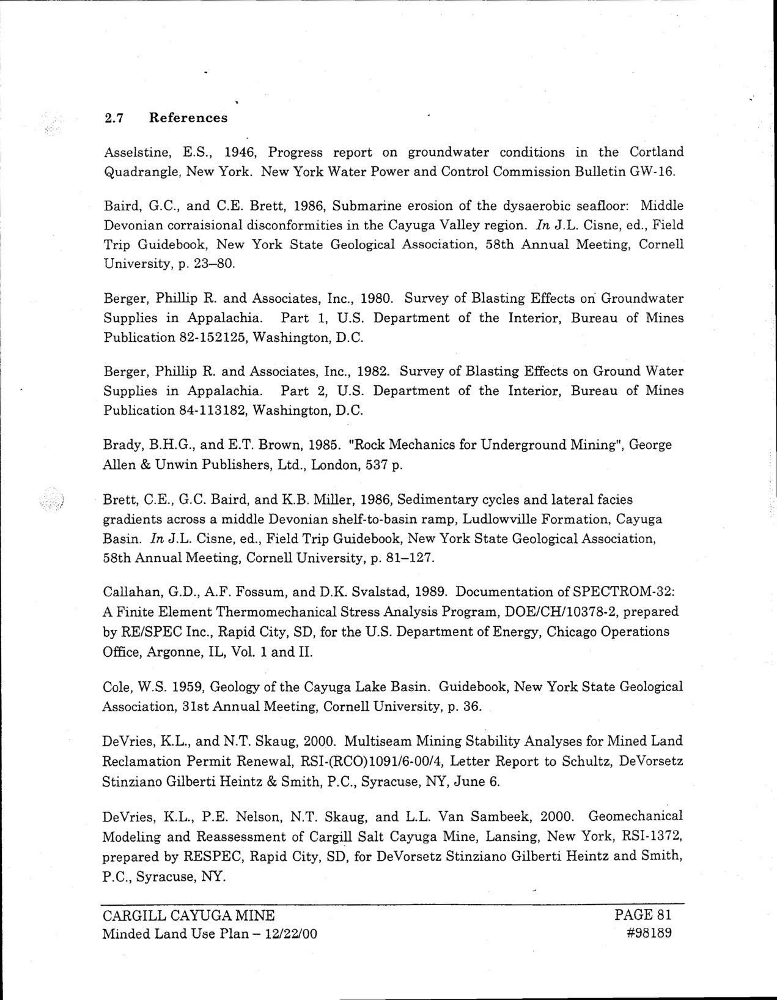 2.7 References
Asselstine, E.S., 1946, Progress report on groundwater conditions in the Cortland
Quadrangle, New York. New York Water Power and Control Commission Bulletin GW-16.
Baird, G.C., and C.E. Brett, 1986, Submarine erosion of the dysaerobic seafloor: Middle
Devonian corraisional disconformities in the Cayuga Valley region. In J.L. Cisne, ed., Field
Trip Guidebook, New York State Geological Association, 58th Annual Meeting, Cornell
University, p. 23–80.
Berger, Phillip R. and Associates, Inc., 1980. Survey of Blasting Effects on Groundwater
Supplies in Appalachia. Part 1, U.S. Department of the Interior, Bureau of Mines
Publication 82-152125, Washington, D.C.
Berger, Phillip R. and Associates, Inc., 1982. Survey of Blasting Effects on Ground Water
Supplies in Appalachia. Part 2, U.S. Department of the Interior, Bureau of Mines
Publication 84-113182, Washington, D.C.
Brady, B.H.G., and E.T. Brown, 1985. "Rock Mechanics for Underground Mining", George
Allen & Unwin Publishers, Ltd., London, 537 p.
Brett, C.E., G.C. Baird, and K.B. Miller, 1986, Sedimentary cycles and lateral facies
gradients across a middle Devonian shelf-to-basin ramp, Ludlowville Formation, Cayuga
Basin. In J.L. Cisne, ed., Field Trip Guidebook, New York State Geological Association,
58th Annual Meeting, Cornell University, p. 81–127.
Callahan, G.D., A.F. Fossum, and D.K. Svalstad, 1989. Documentation of SPECTROM-32:
A Finite Element Thermomechanical Stress Analysis Program, DOE/CH/10378-2, prepared
by RE/SPEC Inc., Rapid City, SD, for the U.S. Department of Energy, Chicago Operations
Office, Argonne, IL, Vol. 1 and II.
Cole, W.S. 1959, Geology of the Cayuga Lake Basin. Guidebook, New York State Geological
Association, 31st Annual Meeting, Cornell University, p. 36.
DeVries, K.L., and N.T. Skaug, 2000. Multiseam Mining Stability Analyses for Mined Land
Reclamation Permit Renewal, RSI-(RCO)1091/6-00/4, Letter Report to Schultz, DeVorsetz
Stinziano Gilberti Heintz & Smith, P.C., Syracuse, NY, June 6.
DeVries, K.L., P.E. Nelson, N.T. Skaug, and L.L. Van Sambeek, 2000. Geomechanical
Modeling and Reassessment of Cargill Salt Cayuga Mine, Lansing, New York, RSI-1372,
prepared by RESPEC, Rapid City, SD, for DeVorsetz Stinziano Gilberti Heintz and Smith,
P.C., Syracuse, NY.
CARGILL CAYUGA MINE PAGE 81
Minded Land Use Plan – 12/22/00 #98189